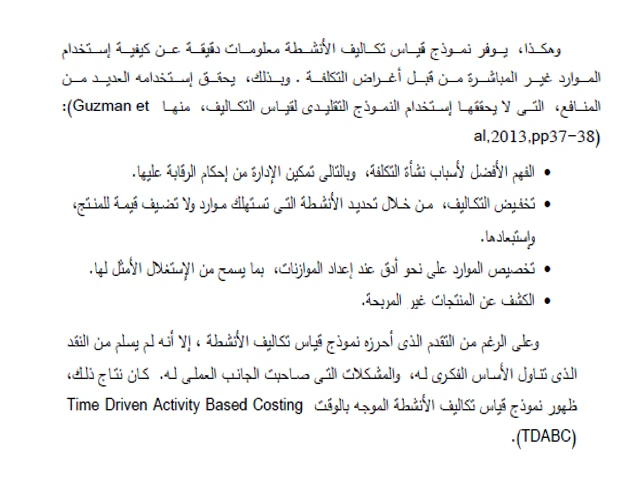 وهكذا، يوفر نموذج قياس تكاليف الأنشطة معلومات دقيقة عن كيفية إستخدام
الموارد غير المباشرة من قبل أغراض التكلفة . وبذلك، يحقق إستخدامه العديد من
المنافع، التى لا يحققها إستخدام النموذج التقليدى لقياس التكاليف، منها Guzman et):
al,2013,pp37-38)
• الفهم الأفضل لأسباب نشأة التكلفة، وبالتالى تمكين الإدارة من إحكام الرقابة عليها.
• تخفيض التكاليف، من خلال تحديد الأنشطة التى تستهلك موارد ولا تضيف قيمة للمنتج،
وإستبعادها.
• تخصيص الموارد على نحو أدق عند إعداد الموازنات، بما يسمح من الإستغلال الأمثل لها.
• الكشف عن المنتجات غير المربحة.
وعلى الرغم من التقدم الذى أحرزه نموذج قياس تكاليف الأنشطة ، إلا أنه لم يسلم من النقد
الذى تناول الأساس الفكرى له، والمشكلات التى صاحبت الجانب العملى له. كان نتاج ذلك،
ظهور نموذج قياس تكاليف الأنشطة الموجه بالوقت Time Driven Activity Based Costing
(TDABC).